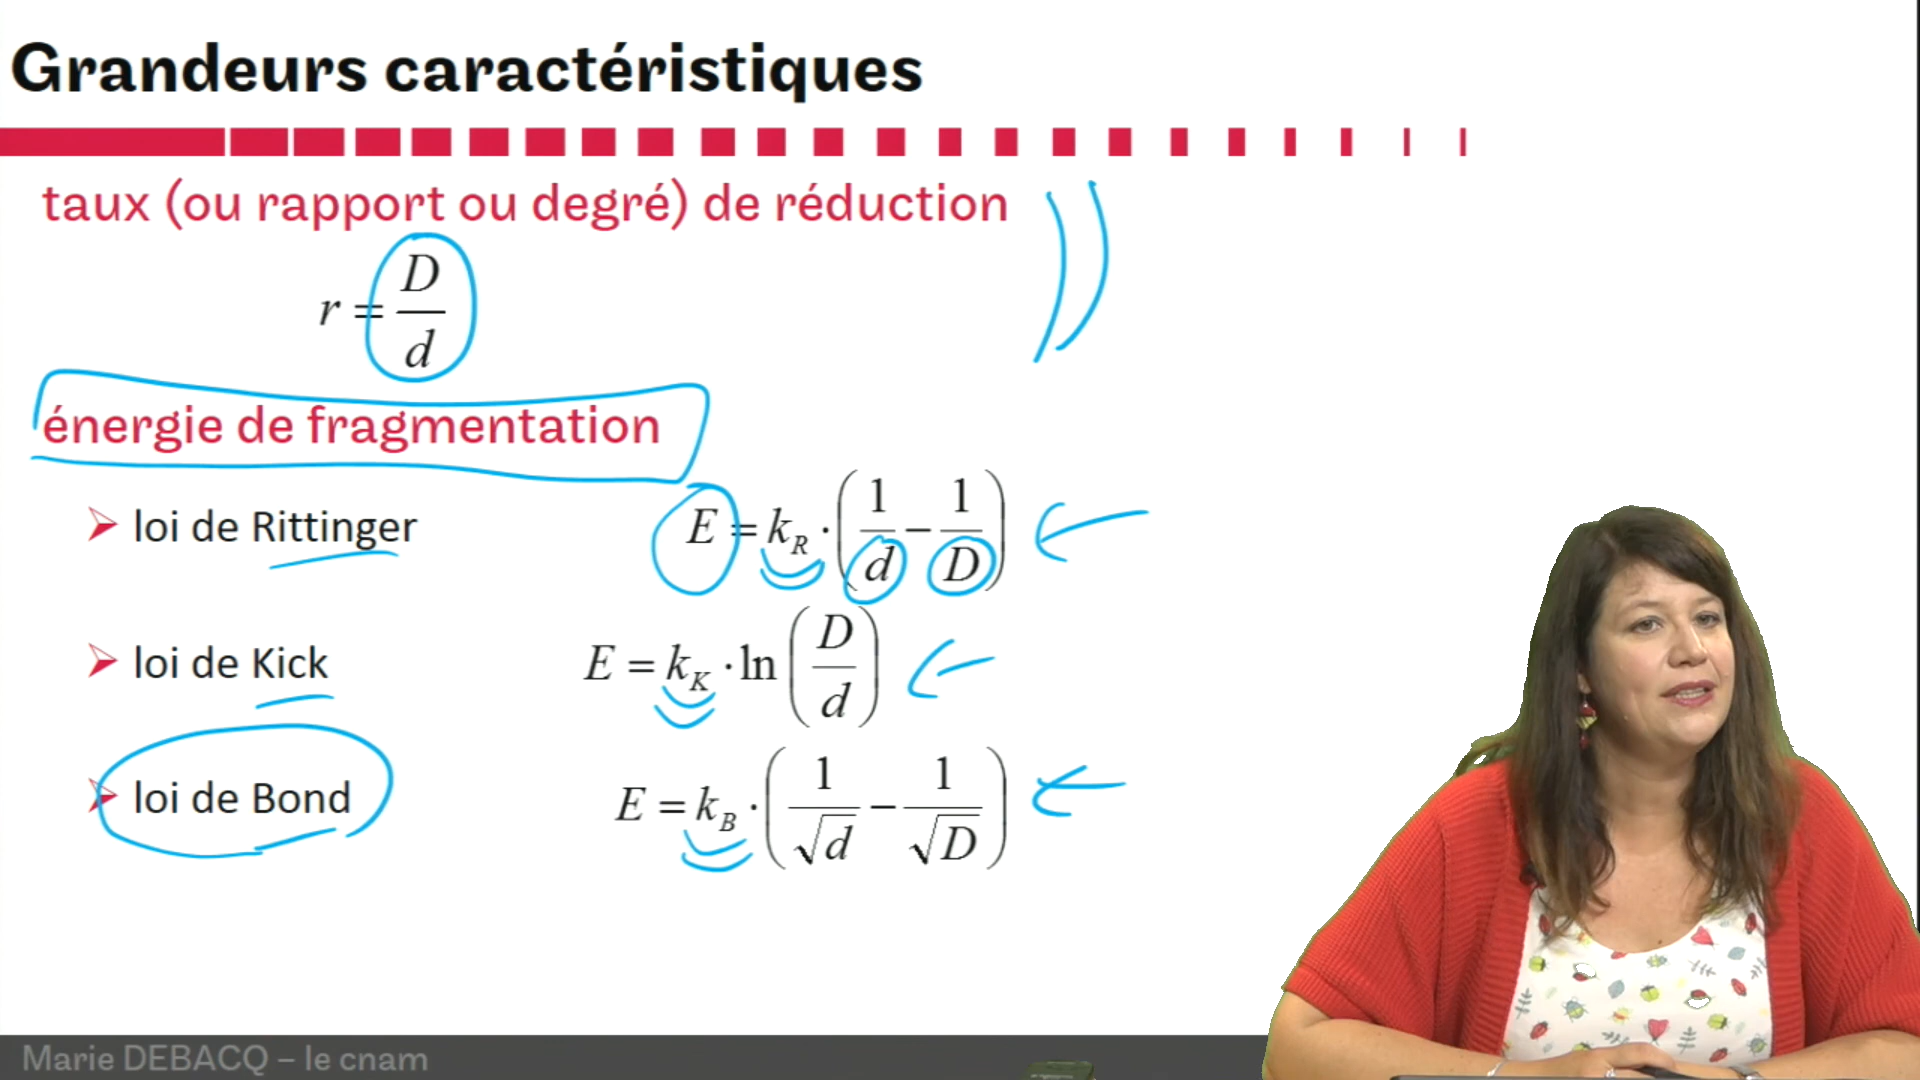 Grandeurs caractéristiques
taux (ou rapport ou degré) de réduction
r = D/d
énergie de fragmentation
loi de Rittinger E = k_R · (1/d − 1/D)
loi de Kick E = k_K · ln (D/d)
loi de Bond E = k_B · (1/√d − 1/√D)
Marie DEBACQ – le cnam